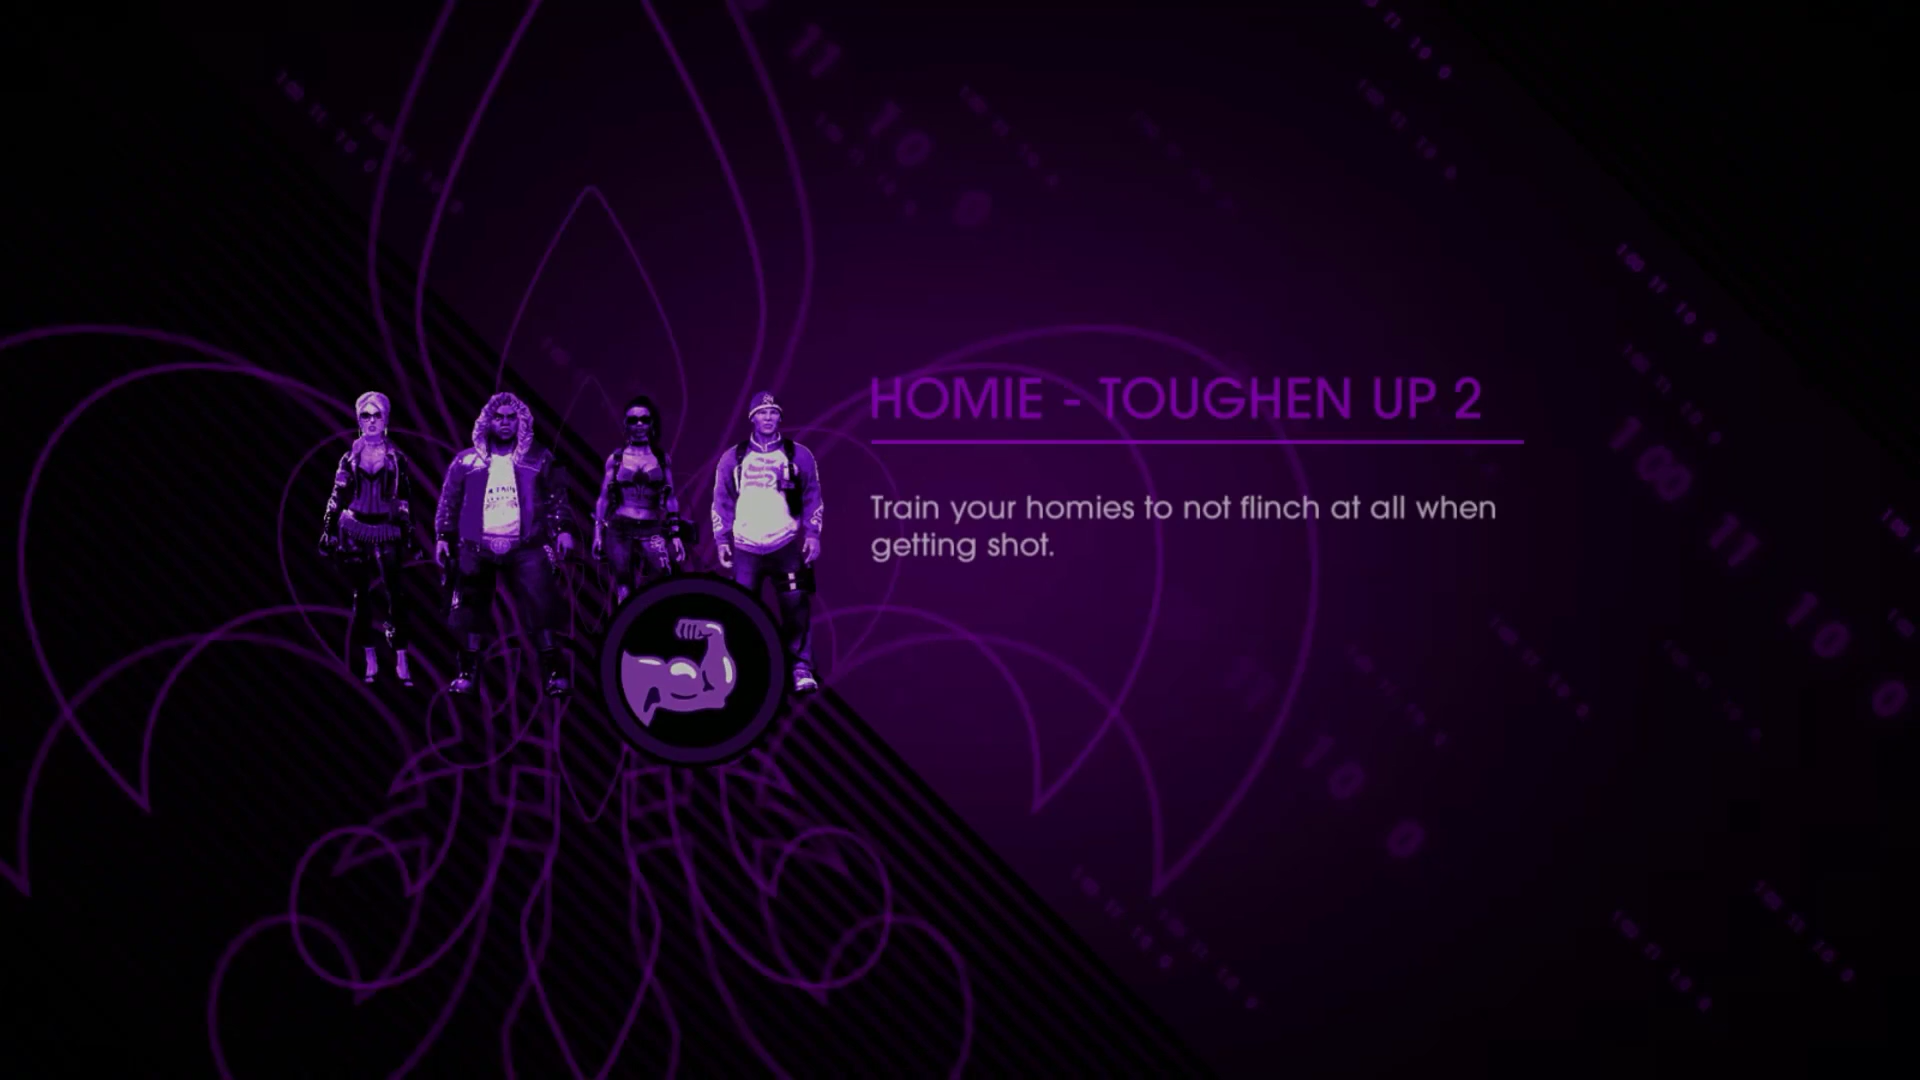 HOMIE - TOUGHEN UP 2
Train your homies to not flinch at all when
getting shot.